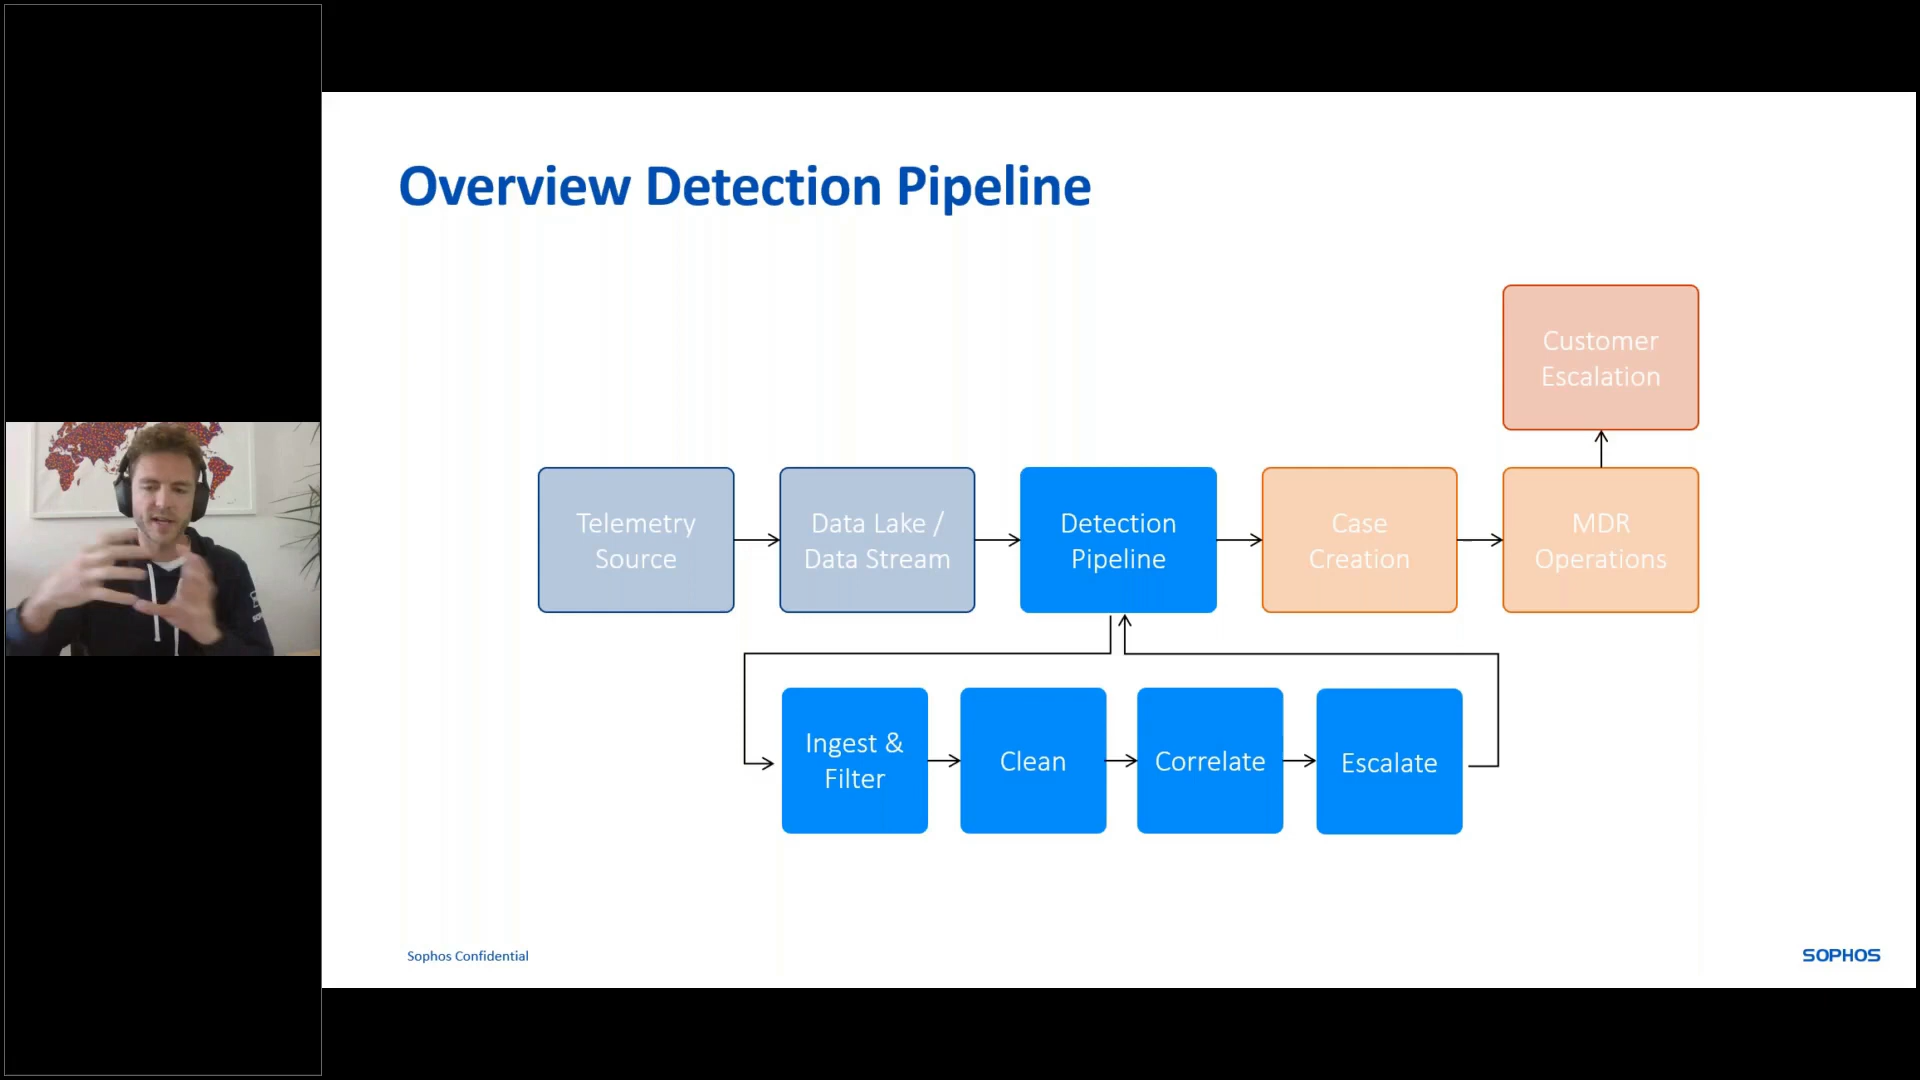 Overview Detection Pipeline
Customer
Escalation
Telemetry
Source
Data Lake /
Data Stream
Detection
Pipeline
Case
Creation
MDR
Operations
Ingest &
Filter
Clean
Correlate
Escalate
Sophos Confidential
SOPHOS